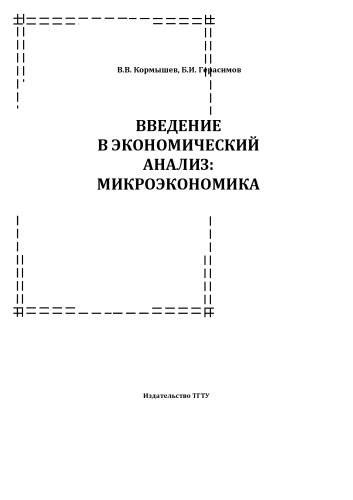 В.В. Кормышев, Б.И. Герасимов
ВВЕДЕНИЕ
В ЭКОНОМИЧЕСКИЙ
АНАЛИЗ:
МИКРОЭКОНОМИКА
Издательство ТГТУ